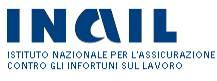 INAIL
ISTITUTO NAZIONALE PER L'ASSICURAZIONE
CONTRO GLI INFORTUNI SUL LAVORO